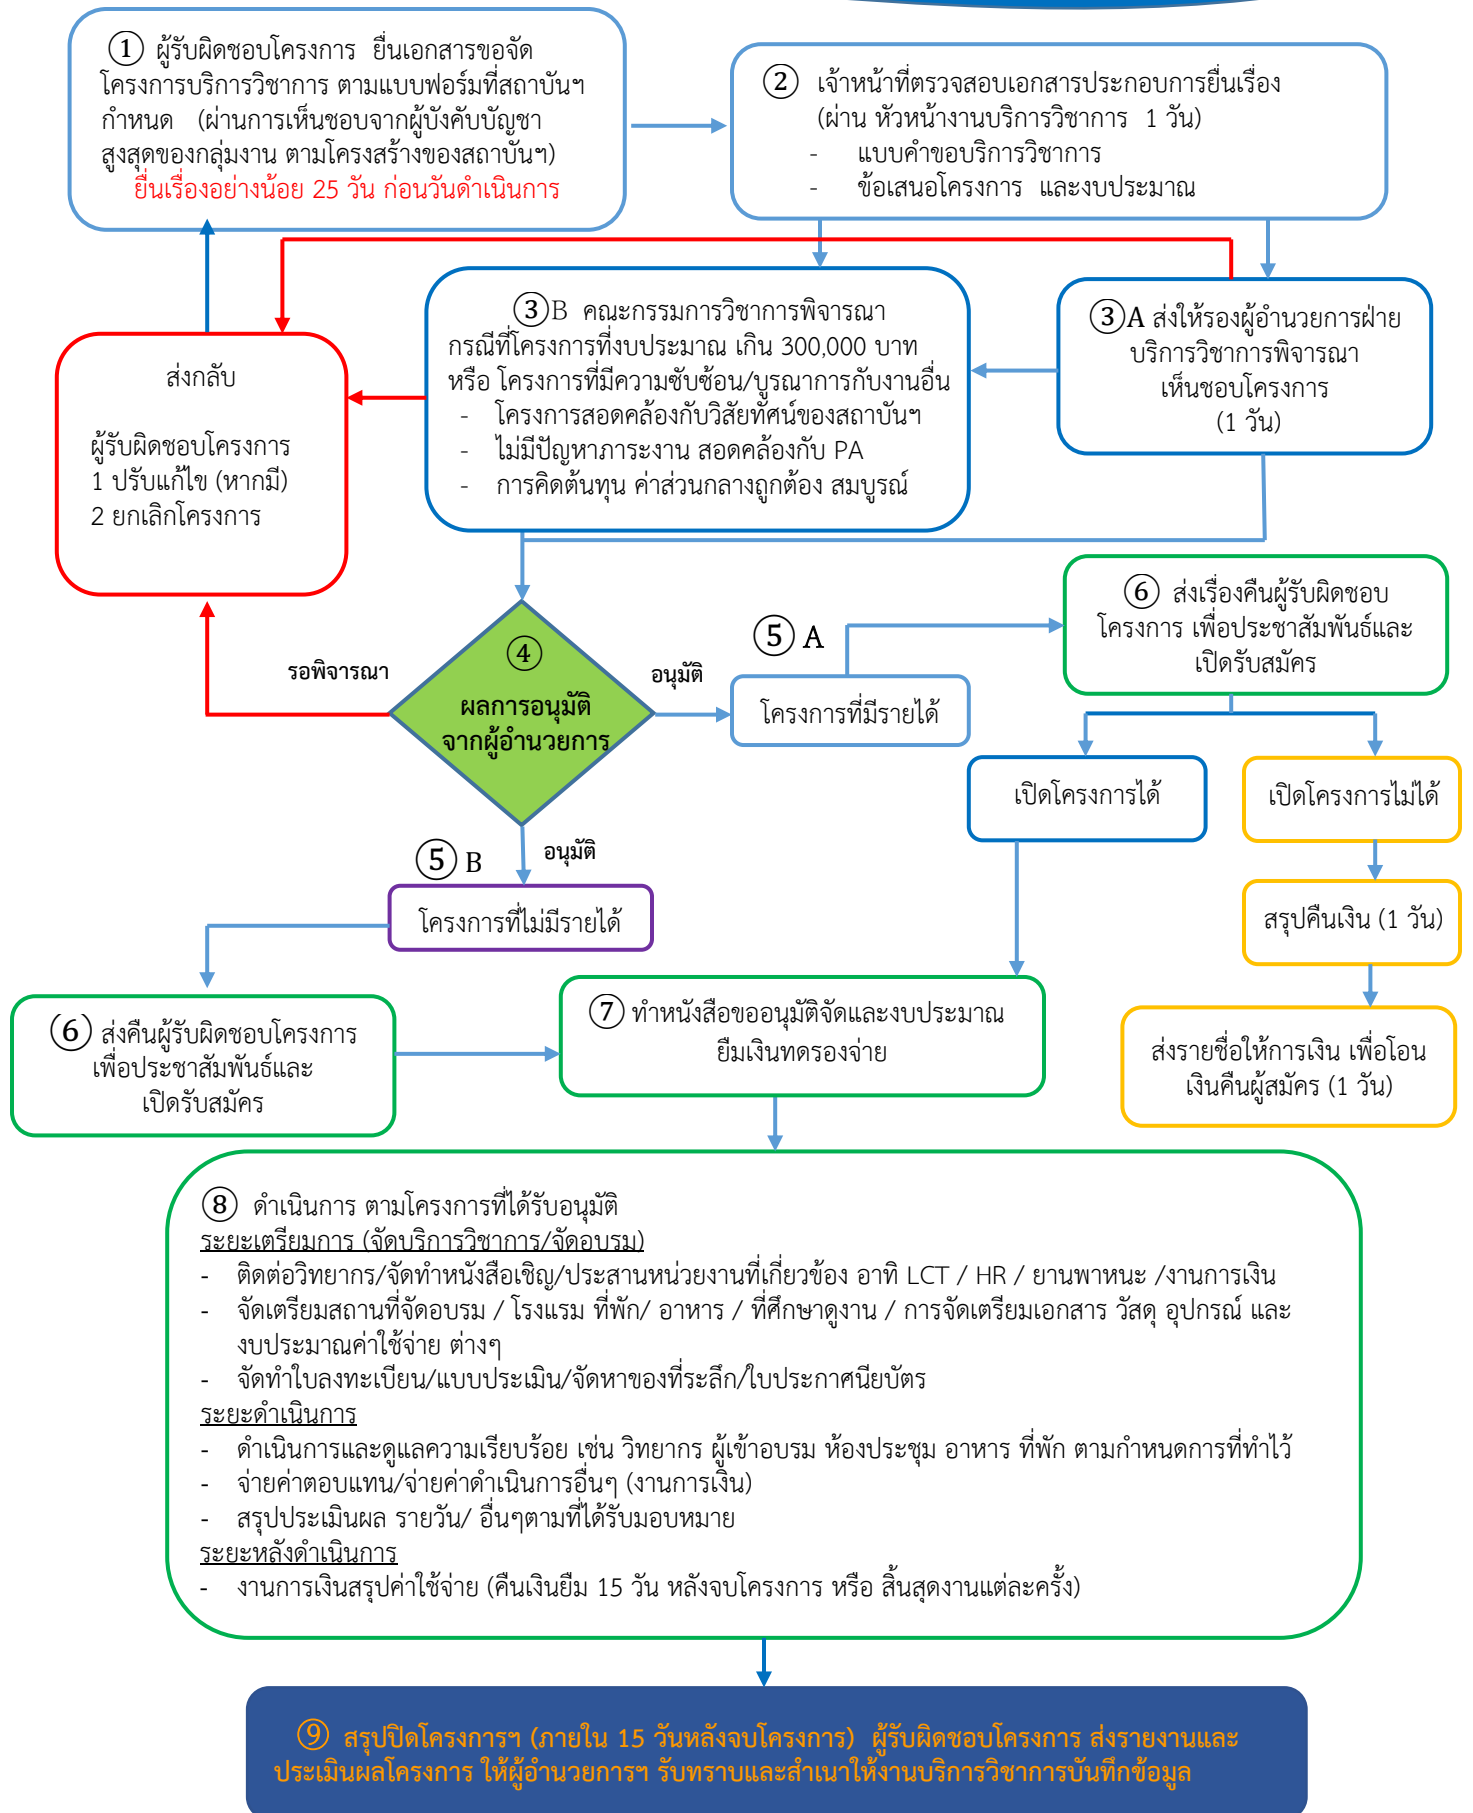 ① ผู้รับผิดชอบโครงการ ยื่นเอกสารขอจัด
โครงการบริการวิชาการ ตามแบบฟอร์มที่สถาบันฯ
กำหนด (ผ่านการเห็นชอบจากผู้บังคับบัญชา
สูงสุดของกลุ่มงาน ตามโครงสร้างของสถาบันฯ)
ยื่นเรื่องอย่างน้อย 25 วัน ก่อนวันดำเนินการ
② เจ้าหน้าที่ตรวจสอบเอกสารประกอบการยื่นเรื่อง
(ผ่าน หัวหน้างานบริการวิชาการ 1 วัน)
- แบบคำขอบริการวิชาการ
- ข้อเสนอโครงการ และงบประมาณ
③B คณะกรรมการวิชาการพิจารณา
กรณีที่โครงการที่งบประมาณ เกิน 300,000 บาท
หรือ โครงการที่มีความซับซ้อน/บูรณาการกับงานอื่น
- โครงการสอดคล้องกับวิสัยทัศน์ของสถาบันฯ
- ไม่มีปัญหาภาระงาน สอดคล้องกับ PA
- การคิดต้นทุน ค่าส่วนกลางถูกต้อง สมบูรณ์
③A ส่งให้รองผู้อำนวยการฝ่าย
บริการวิชาการพิจารณา
เห็นชอบโครงการ
(1 วัน)
ส่งกลับ
ผู้รับผิดชอบโครงการ
1 ปรับแก้ไข (หากมี)
2 ยกเลิกโครงการ
④
ผลการอนุมัติ
จากผู้อำนวยการ
รอพิจารณา
อนุมัติ
⑤ A
โครงการที่มีรายได้
⑥ ส่งเรื่องคืนผู้รับผิดชอบ
โครงการ เพื่อประชาสัมพันธ์และ
เปิดรับสมัคร
เปิดโครงการได้
เปิดโครงการไม่ได้
สรุปคืนเงิน (1 วัน)
ส่งรายชื่อให้การเงิน เพื่อโอน
เงินคืนผู้สมัคร (1 วัน)
อนุมัติ
⑤ B
โครงการที่ไม่มีรายได้
⑥ ส่งคืนผู้รับผิดชอบโครงการ
เพื่อประชาสัมพันธ์และ
เปิดรับสมัคร
⑦ ทำหนังสือขออนุมัติจัดและงบประมาณ
ยืมเงินทดรองจ่าย
⑧ ดำเนินการ ตามโครงการที่ได้รับอนุมัติ
ระยะเตรียมการ (จัดบริการวิชาการ/จัดอบรม)
- ติดต่อวิทยากร/จัดทำหนังสือเชิญ/ประสานหน่วยงานที่เกี่ยวข้อง อาทิ LCT / HR / ยานพาหนะ /งานการเงิน
- จัดเตรียมสถานที่จัดอบรม / โรงแรม ที่พัก/ อาหาร / ที่ศึกษาดูงาน / การจัดเตรียมเอกสาร วัสดุ อุปกรณ์ และ
งบประมาณค่าใช้จ่าย ต่างๆ
- จัดทำใบลงทะเบียน/แบบประเมิน/จัดหาของที่ระลึก/ใบประกาศนียบัตร
ระยะดำเนินการ
- ดำเนินการและดูแลความเรียบร้อย เช่น วิทยากร ผู้เข้าอบรม ห้องประชุม อาหาร ที่พัก ตามกำหนดการที่ทำไว้
- จ่ายค่าตอบแทน/จ่ายค่าดำเนินการอื่นๆ (งานการเงิน)
- สรุปประเมินผล รายวัน/ อื่นๆตามที่ได้รับมอบหมาย
ระยะหลังดำเนินการ
- งานการเงินสรุปค่าใช้จ่าย (คืนเงินยืม 15 วัน หลังจบโครงการ หรือ สิ้นสุดงานแต่ละครั้ง)
⑨ สรุปปิดโครงการฯ (ภายใน 15 วันหลังจบโครงการ) ผู้รับผิดชอบโครงการ ส่งรายงานและ
ประเมินผลโครงการ ให้ผู้อำนวยการฯ รับทราบและสำเนาให้งานบริการวิชาการบันทึกข้อมูล